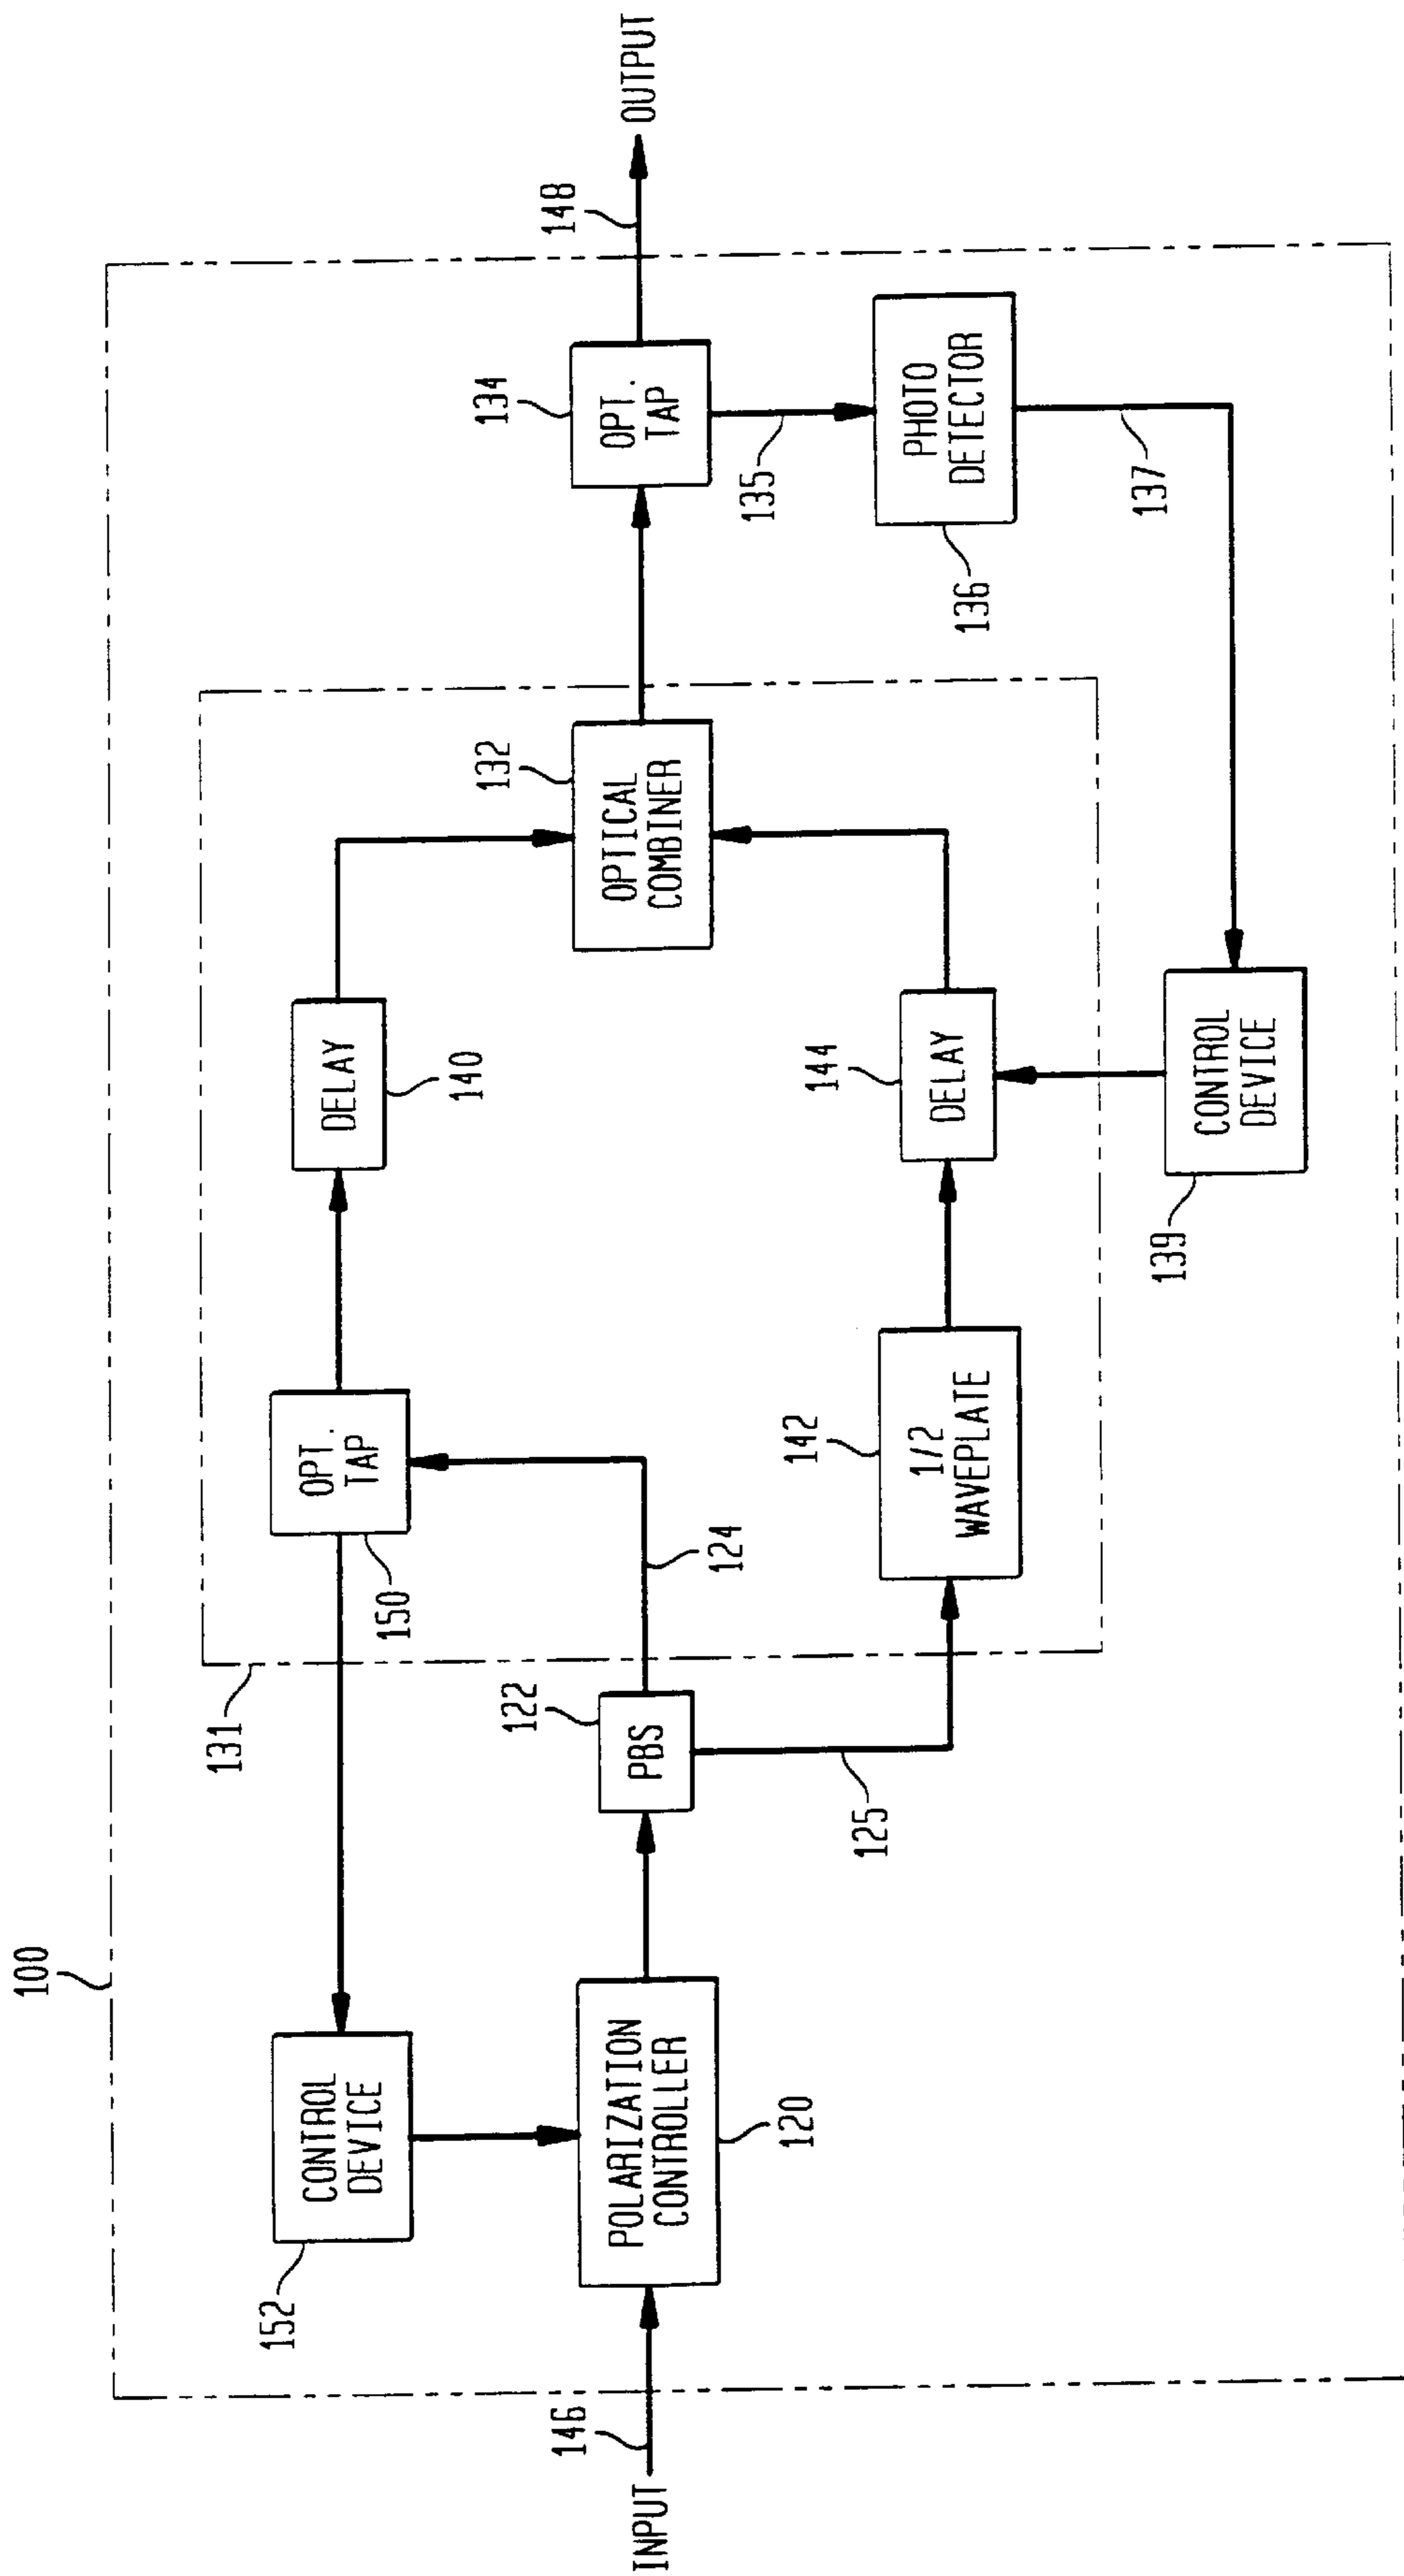 100
152
CONTROL
DEVICE
131
150
OPT.
TAP
DELAY
140
INPUT
146
POLARIZATION
CONTROLLER
120
122
PBS
124
125
132
OPTICAL
COMBINER
134
OPT.
TAP
148
OUTPUT
135
142
1/2
WAVEPLATE
144
DELAY
PHOTO
DETECTOR
136
137
139
CONTROL
DEVICE